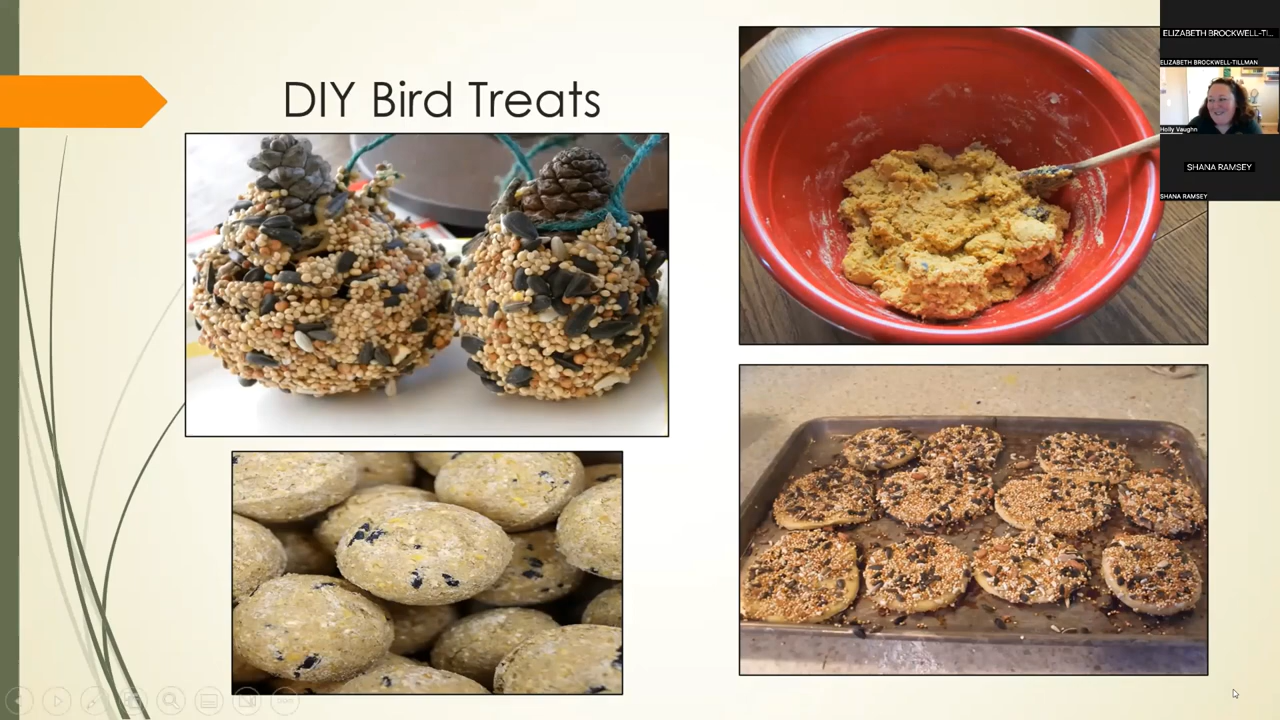 DIY Bird Treats
ELIZABETH BROCKWELL-TI...
ELIZABETH BROCKWELL-TILLMAN
Holly Vaughn
SHANA RAMSEY
SHANA RAMSEY